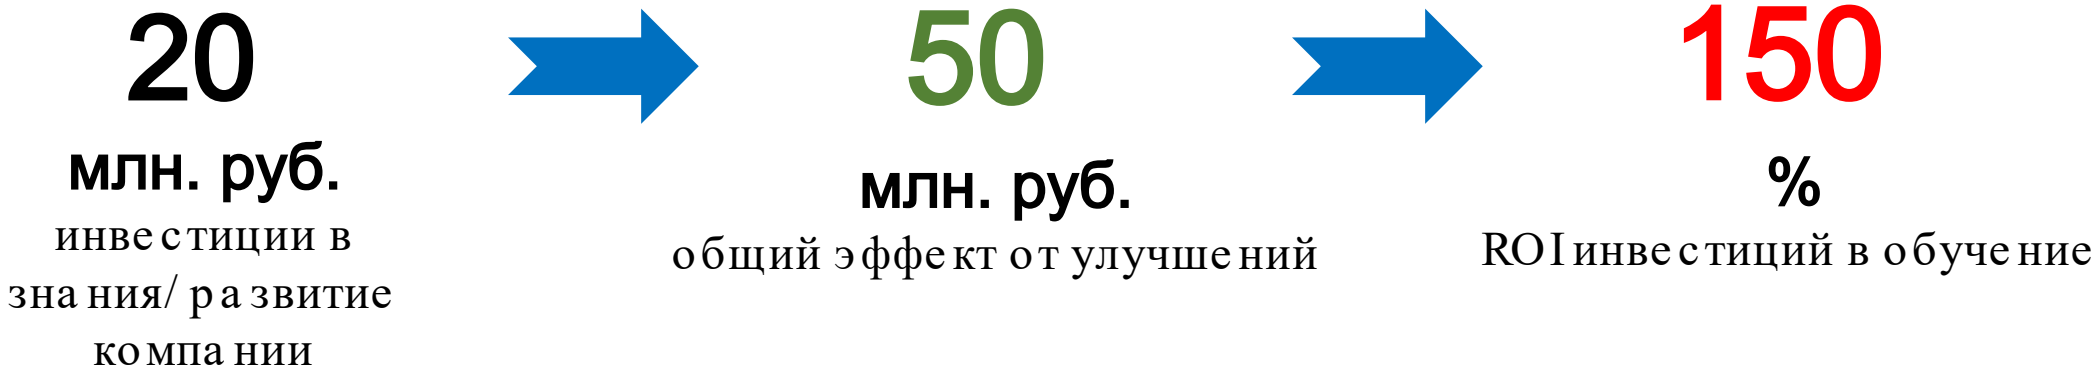 20
млн. руб.
инвестиции в
знания/ развитие
компании
50
млн. руб.
общий эффект от улучшений
150
%
ROI инвестиций в обучение